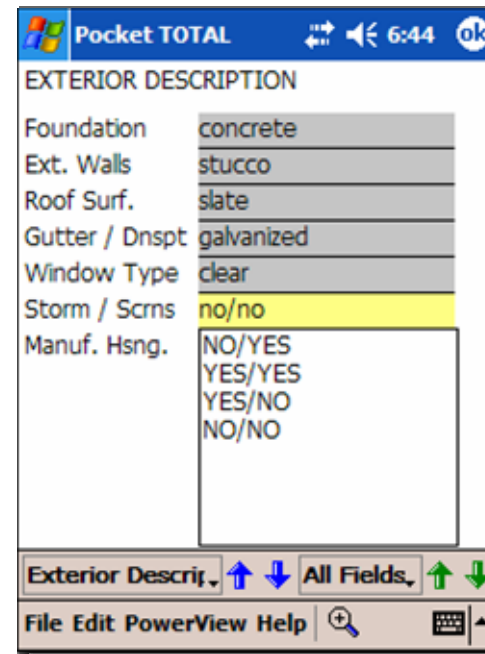 Pocket TOTAL 6:44 ok
EXTERIOR DESCRIPTION
Foundation concrete
Ext. Walls stucco
Roof Surf. slate
Gutter / Dnspt galvanized
Window Type clear
Storm / Scrns no/no
Manuf. Hsng. NO/YES
YES/YES
YES/NO
NO/NO
Exterior Descrip All Fields
File Edit PowerView Help